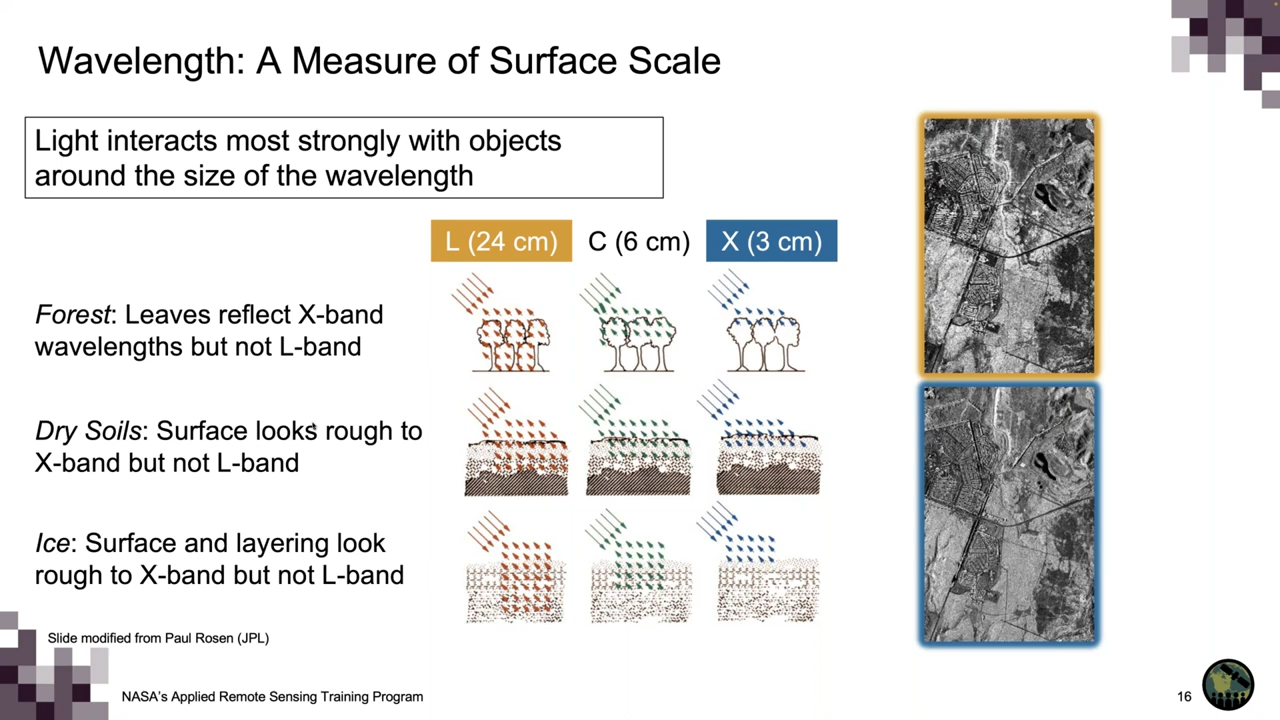 Wavelength: A Measure of Surface Scale
Light interacts most strongly with objects
around the size of the wavelength
L (24 cm)
C (6 cm)
X (3 cm)
Forest: Leaves reflect X-band
wavelengths but not L-band
Dry Soils: Surface looks rough to
X-band but not L-band
Ice: Surface and layering look
rough to X-band but not L-band
Slide modified from Paul Rosen (JPL)
NASA's Applied Remote Sensing Training Program
16